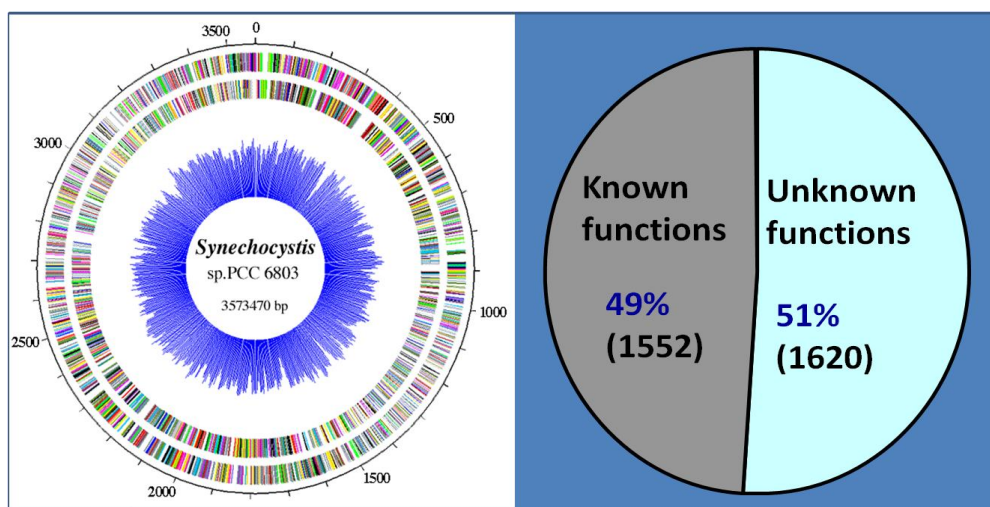 0
500
1000
1500
2000
2500
3000
3500
Synechocystis
sp.PCC 6803
3573470 bp
Known
functions
49%
(1552)
Unknown
functions
51%
(1620)